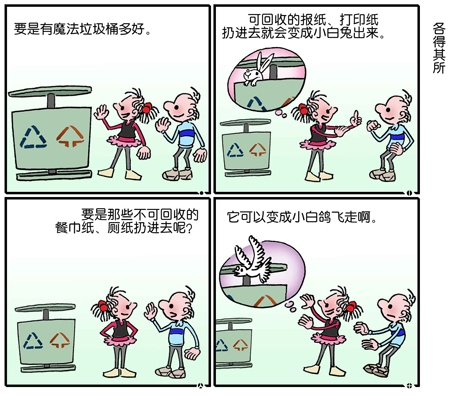 各得其所
要是有魔法垃圾桶多好。
可回收的报纸、打印纸
扔进去就会变成小白兔出来。
要是那些不可回收的
餐巾纸、厕纸扔进去呢?
它可以变成小白鸽飞走啊。